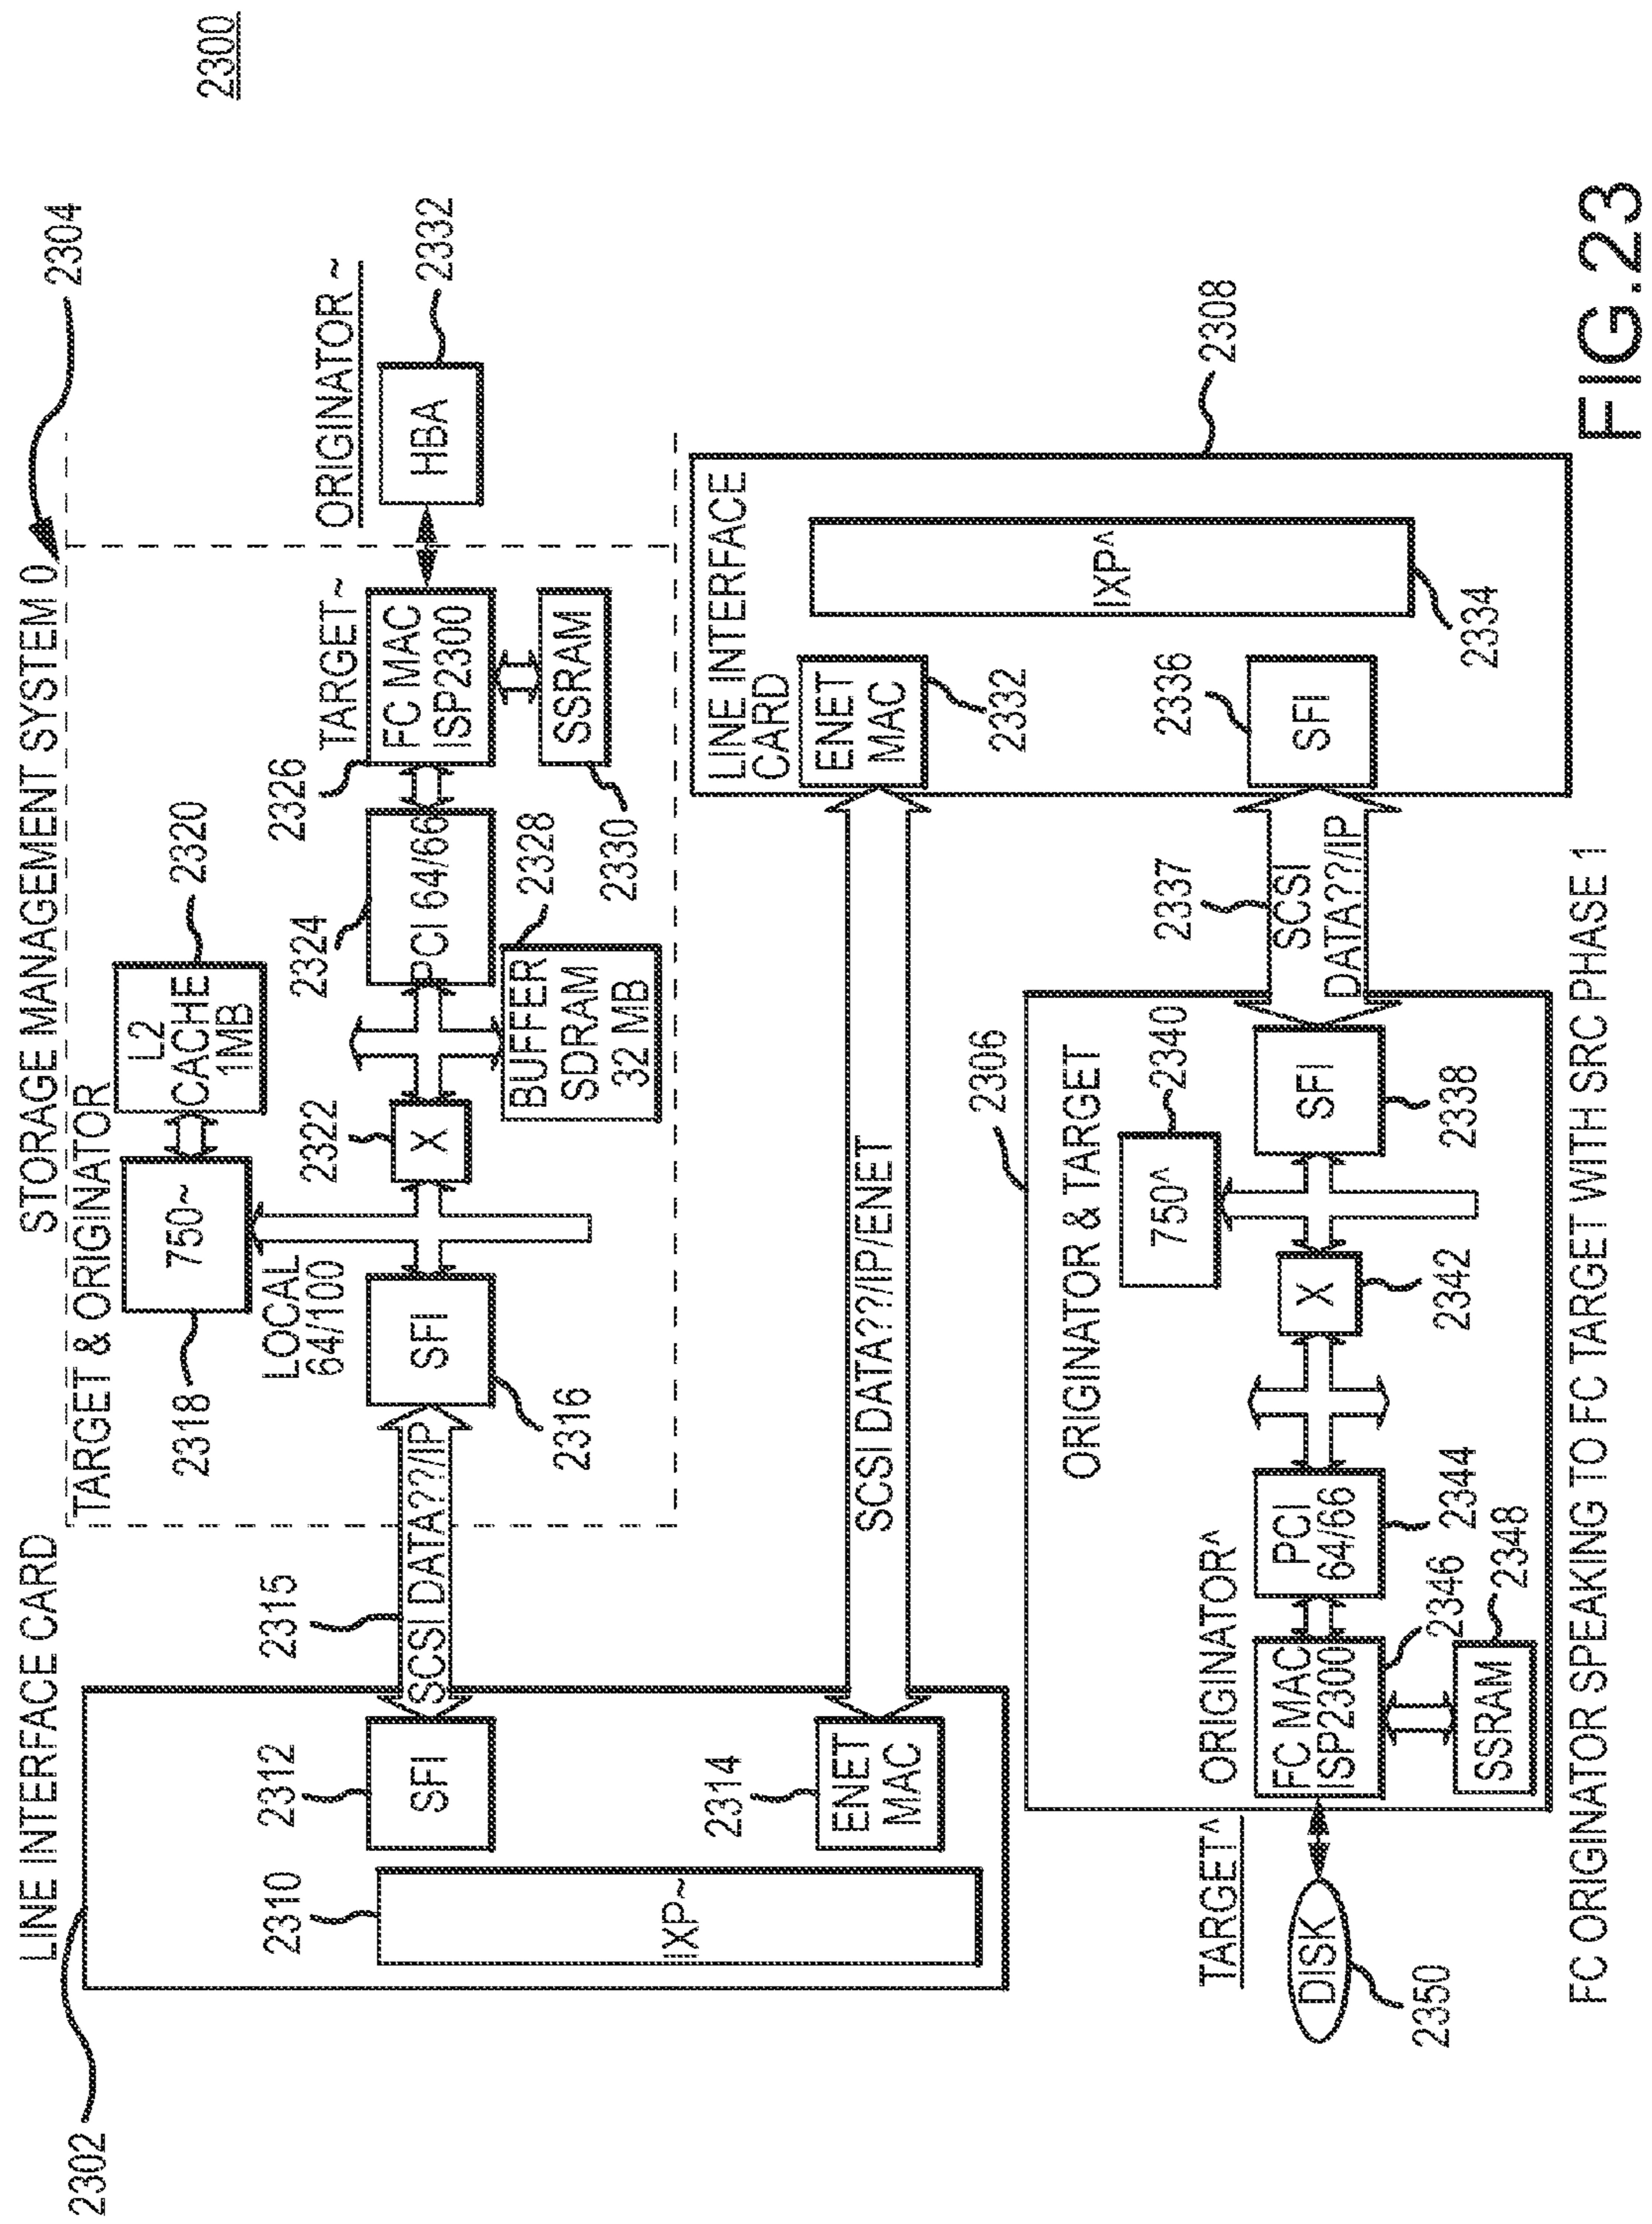 2300
STORAGE MANAGEMENT SYSTEM 0
2304
LINE INTERFACE CARD
2302
TARGET & ORIGINATOR
2310
IXP~
2312
SFI
2314
ENET
MAC
2315
SCSI DATA??/IP
2316
SFI
LOCAL
64/100
2318
750~
2320
L2
CACHE
1MB
2322
X
2324
PCI 64/66
2326
TARGET~
FC MAC
ISP2300
2328
BUFFER
SDRAM
32 MB
2330
SSRAM
ORIGINATOR ~
HBA
2332
SCSI DATA??/IP/ENET
LINE INTERFACE
CARD
2308
ENET
MAC
2332
IXP^
2334
2336
SFI
2337
SCSI
DATA??/IP
2306
ORIGINATOR & TARGET
2340
750^
SFI
2338
X
2342
PCI
64/66
2344
ORIGINATOR^
FC MAC
ISP2300
2346
SSRAM
2348
TARGET^
DISK
2350
FC ORIGINATOR SPEAKING TO FC TARGET WITH SRC PHASE 1
FIG.23